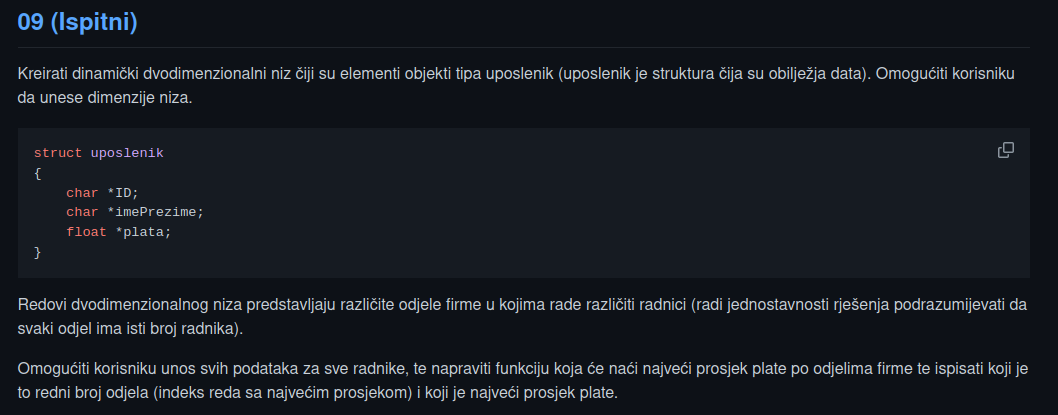 09 (Ispitni)
Kreirati dinamički dvodimenzionalni niz čiji su elementi objekti tipa uposlenik (uposlenik je struktura čija su obilježja data). Omogućiti korisniku
da unese dimenzije niza.
struct uposlenik
{
    char *ID;
    char *imePrezime;
    float *plata;
}
Redovi dvodimenzionalnog niza predstavljaju različite odjele firme u kojima rade različiti radnici (radi jednostavnosti rješenja podrazumijevati da
svaki odjel ima isti broj radnika).
Omogućiti korisniku unos svih podataka za sve radnike, te napraviti funkciju koja će naći najveći prosjek plate po odjelima firme te ispisati koji je
to redni broj odjela (indeks reda sa najvećim prosjekom) i koji je najveći prosjek plate.